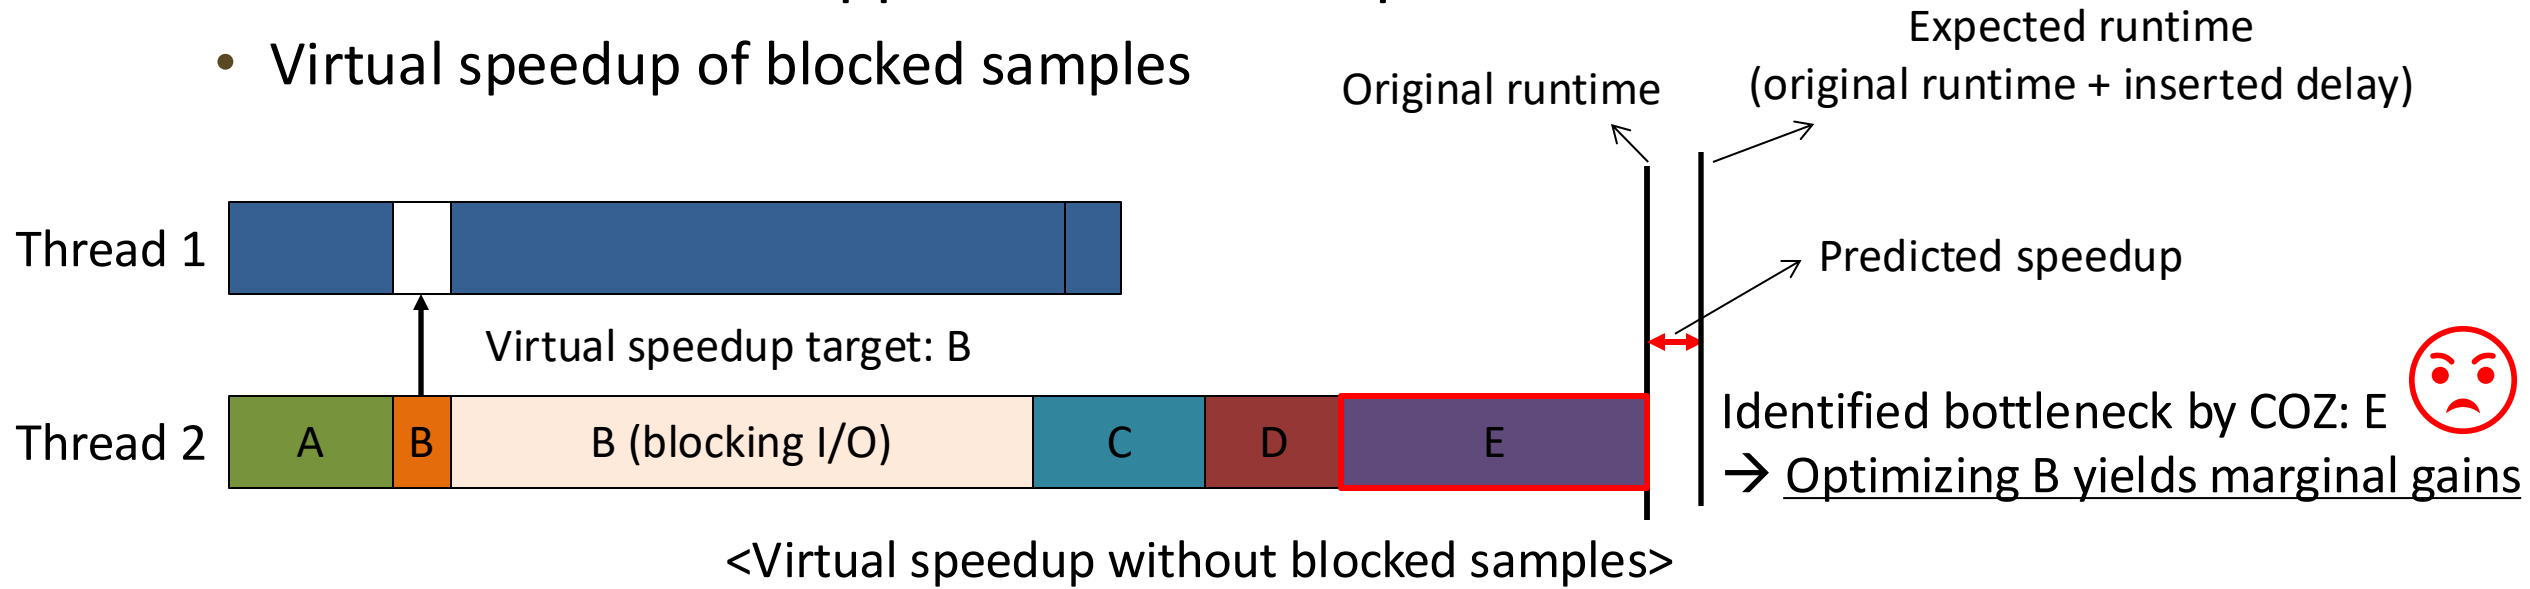 • Virtual speedup of blocked samples
Original runtime
Expected runtime
(original runtime + inserted delay)
Thread 1
Predicted speedup
Virtual speedup target: B
Thread 2
A
B
B (blocking I/O)
C
D
E
Identified bottleneck by COZ: E
→ Optimizing B yields marginal gains
<Virtual speedup without blocked samples>